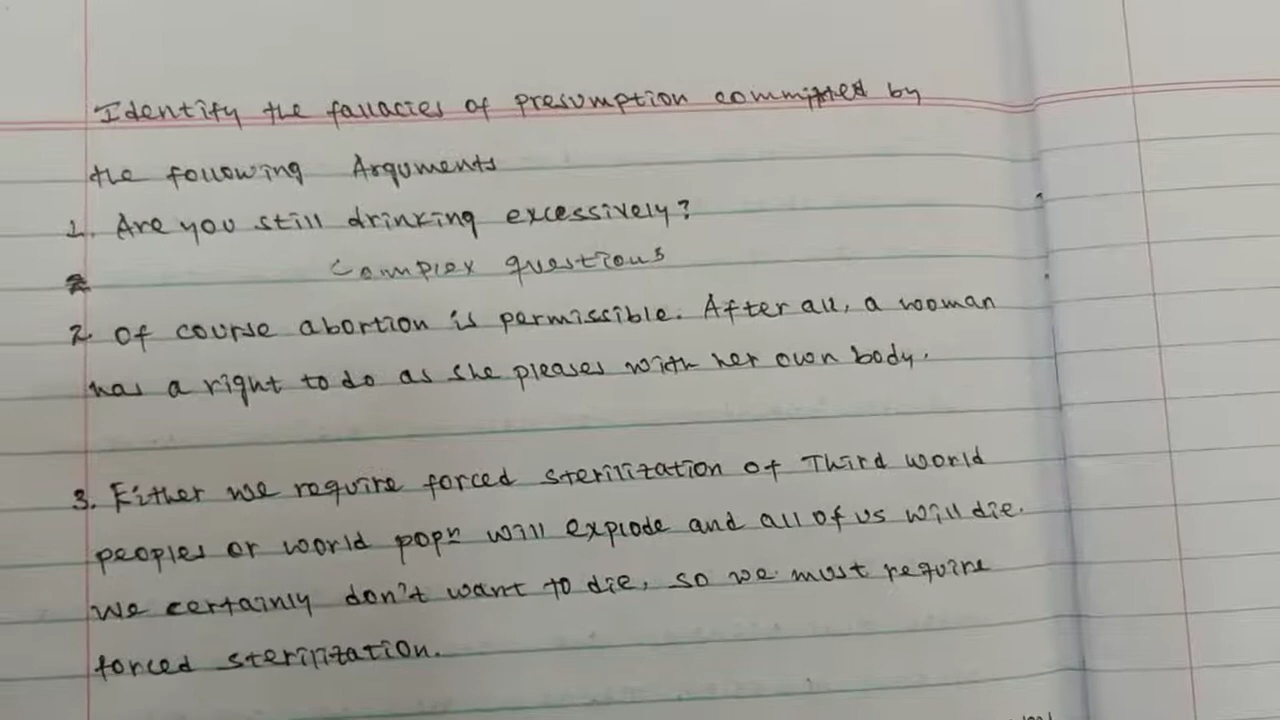 Identify the fallacies of presumption committed by
the following Arguments
1. Are you still drinking excessively?
Complex questions
2. Of course abortion is permissible. After all, a woman
has a right to do as she pleases with her own body.
3. Either we require forced sterilization of Third world
peoples or world popn will explode and all of us will die.
We certainly don't want to die, so we must require
forced sterilization.